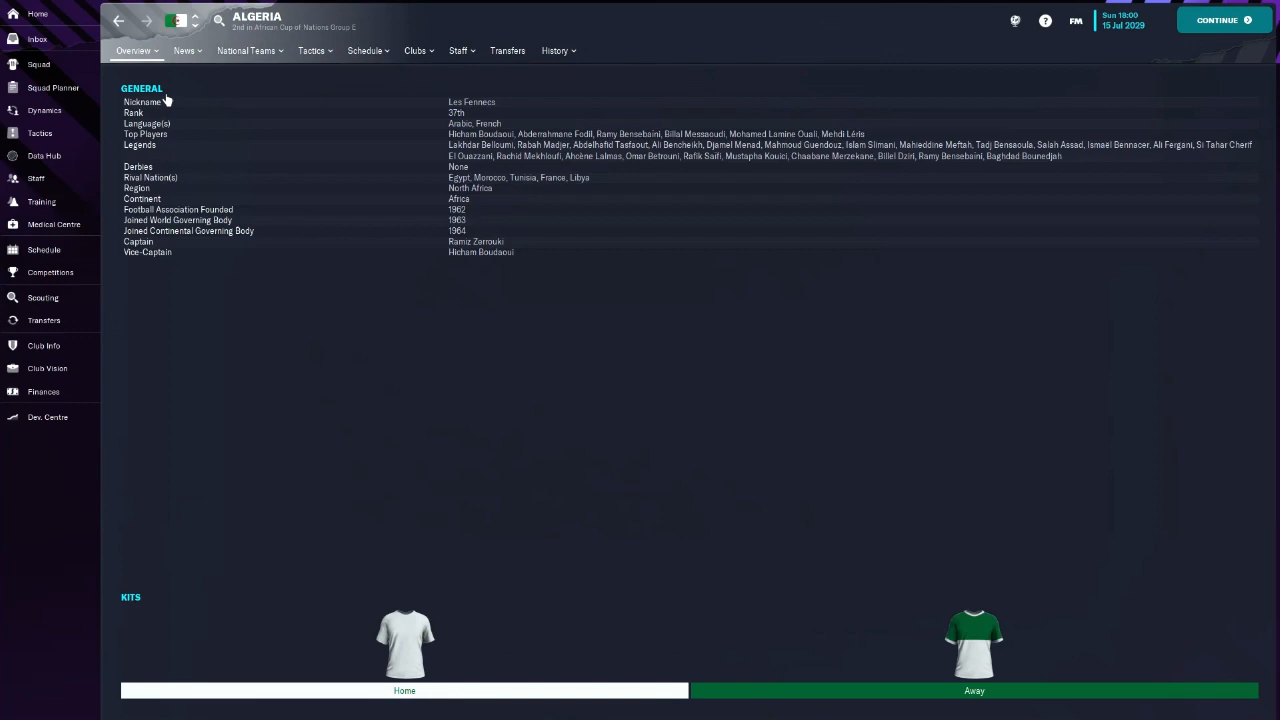 Home
Inbox
Squad
Squad Planner
Dynamics
Tactics
Data Hub
Staff
Training
Medical Centre
Schedule
Competitions
Scouting
Transfers
Club Info
Club Vision
Finances
Dev. Centre
ALGERIA
2nd in African Cup of Nations Group E
FM
Sun 18:00
15 Jul 2029
CONTINUE
Overview News National Teams Tactics Schedule Clubs Staff Transfers History
GENERAL
Nickname Les Fennecs
Rank 37th
Language(s) Arabic, French
Top Players Hicham Boudaoui, Abderrahmane Fodil, Ramy Bensebaini, Billal Messaoudi, Mohamed Lamine Ouali, Mehdi Léris
Legends Lakhdar Belloumi, Rabah Madjer, Abdelhafid Tasfaout, Ali Bencheikh, Djamel Menad, Mahmoud Guendouz, Islam Slimani, Mahieddine Meftah, Tadj Bensaoula, Salah Assad, Ismaël Bennacer, Ali Fergani, Si Tahar Cherif
El Ouazzani, Rachid Mekhloufi, Ahcène Lalmas, Omar Betrouni, Rafik Saïfi, Mustapha Kouici, Chaabane Merzekane, Billel Dziri, Ramy Bensebaini, Baghdad Bounedjah
Derbies None
Rival Nation(s) Egypt, Morocco, Tunisia, France, Libya
Region North Africa
Continent Africa
Football Association Founded 1962
Joined World Governing Body 1963
Joined Continental Governing Body 1964
Captain Ramiz Zerrouki
Vice-Captain Hicham Boudaoui
KITS
Home
Away